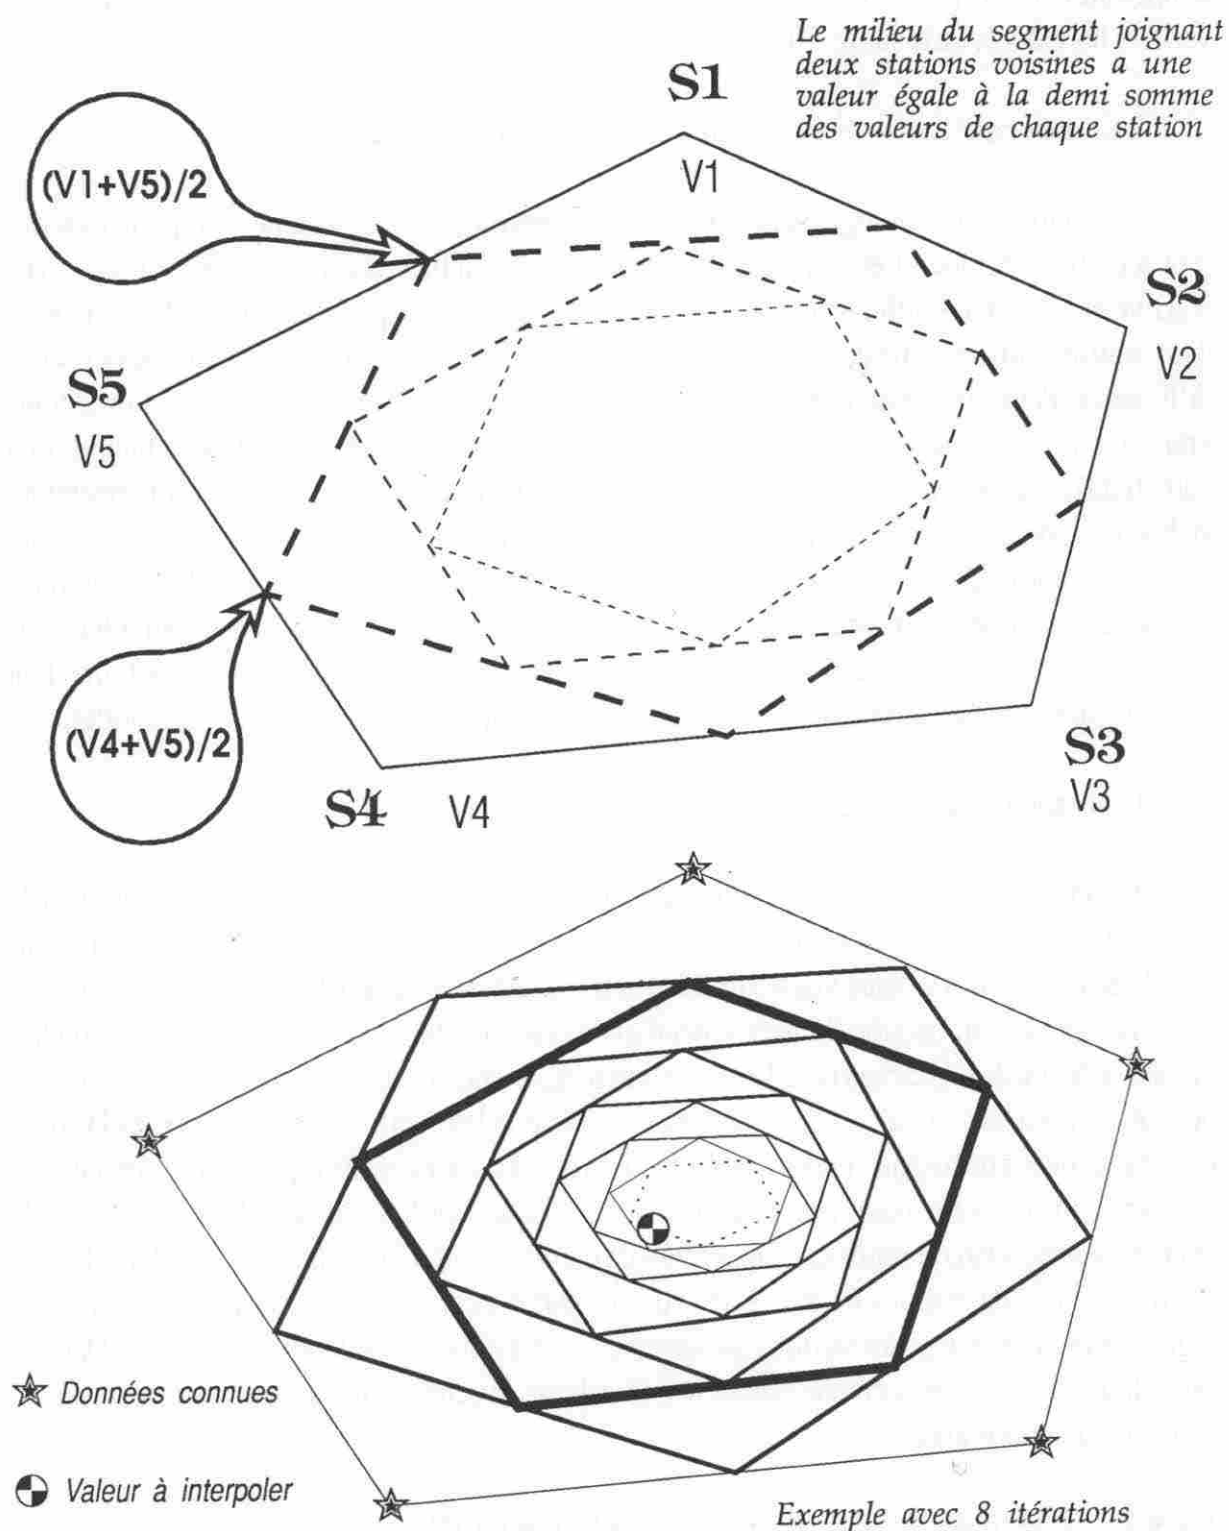 Le milieu du segment joignant
deux stations voisines a une
valeur égale à la demi somme
des valeurs de chaque station
S1
V1
(V1+V5)/2
S2
V2
S5
V5
(V4+V5)/2
S3
V3
S4 V4
Données connues
Valeur à interpoler
Exemple avec 8 itérations